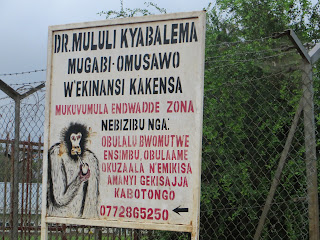 DR. MULULI KYABALEMA
MUGABI-OMUSAWO
W'EKINANSI KAKENSA
MUKUVUMULA ENDWADDE ZONA
NEBIZIBU NGA:
OBULALU BWOMUTWE
ENSIMBU, OBULAAME
OKUZAALA N'EMIKISA
AMANYI GEKISAJJA
KABOTONGO
0772865250